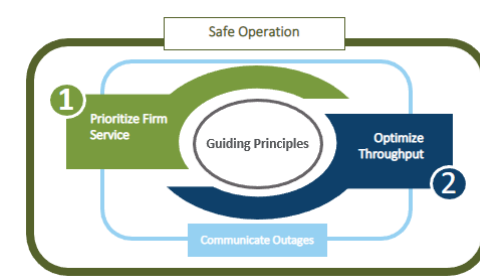 Safe Operation
1
Prioritize Firm
Service
Guiding Principles
Optimize
Throughput
2
Communicate Outages